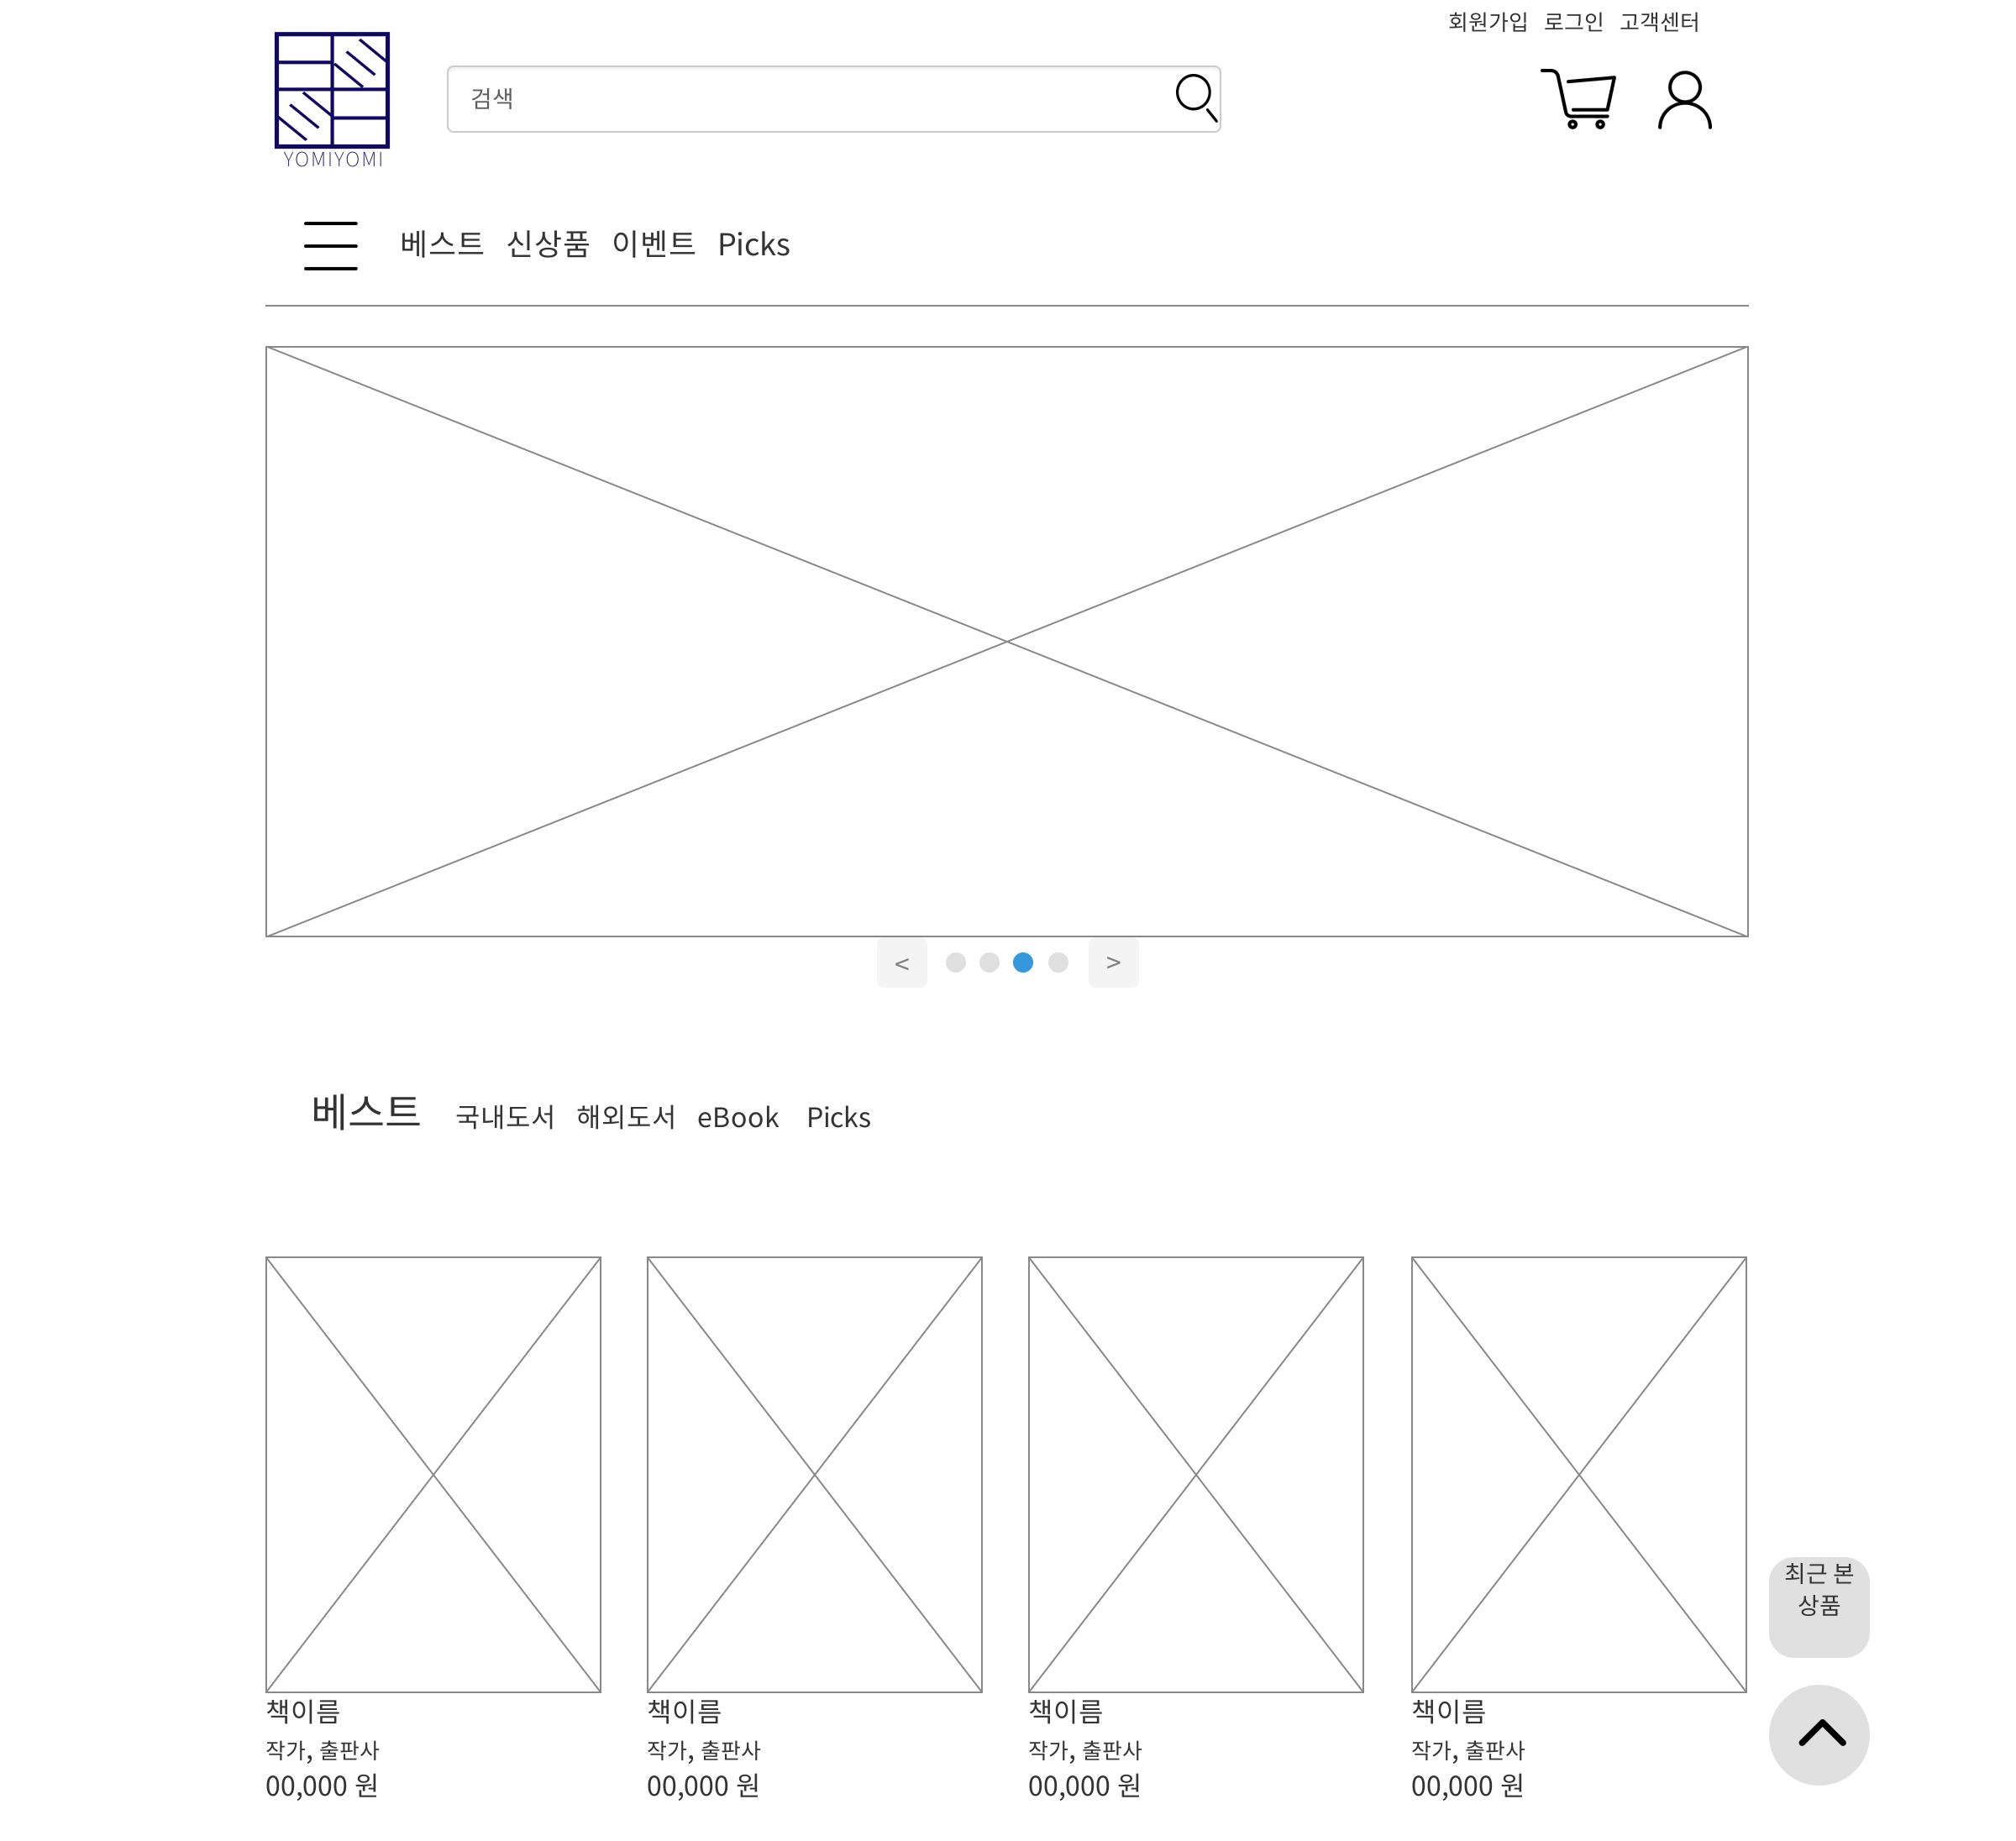 회원가입 로그인 고객센터
YOMIYOMI
검색
베스트 신상품 이벤트 Picks
< >
베스트 국내도서 해외도서 eBook Picks
책이름 책이름 책이름 책이름
작가, 출판사 작가, 출판사 작가, 출판사 작가, 출판사
00,000 원 00,000 원 00,000 원 00,000 원
최근 본
상품